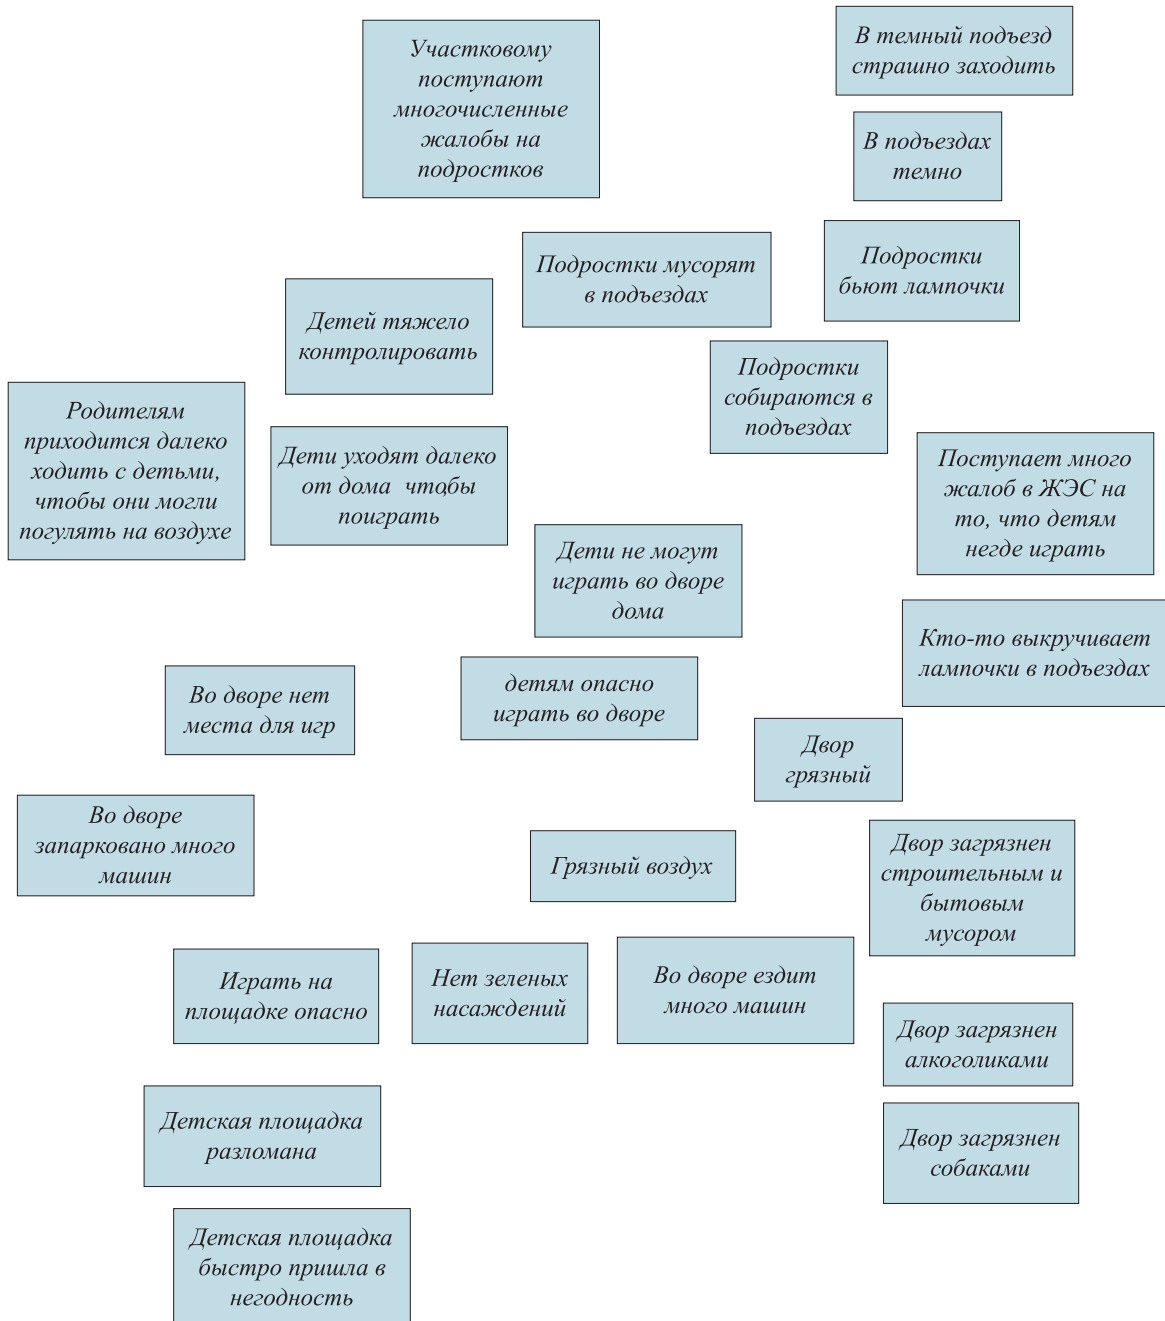 Участковому
поступают
многочисленные
жалобы на
подростков
В темный подъезд
страшно заходить
В подъездах
темно
Подростки мусорят
в подъездах
Подростки
бьют лампочки
Детей тяжело
контролировать
Подростки
собираются в
подъездах
Родителям
приходится далеко
ходить с детьми,
чтобы они могли
погулять на воздухе
Дети уходят далеко
от дома чтобы
поиграть
Поступает много
жалоб в ЖЭС на
то, что детям
негде играть
Дети не могут
играть во дворе
дома
Кто-то выкручивает
лампочки в подъездах
Во дворе нет
места для игр
детям опасно
играть во дворе
Двор
грязный
Во дворе
запарковано много
машин
Грязный воздух
Двор загрязнен
строительным и
бытовым
мусором
Играть на
площадке опасно
Нет зеленых
насаждений
Во дворе ездит
много машин
Двор загрязнен
алкоголиками
Детская площадка
разломана
Двор загрязнен
собаками
Детская площадка
быстро пришла в
негодность